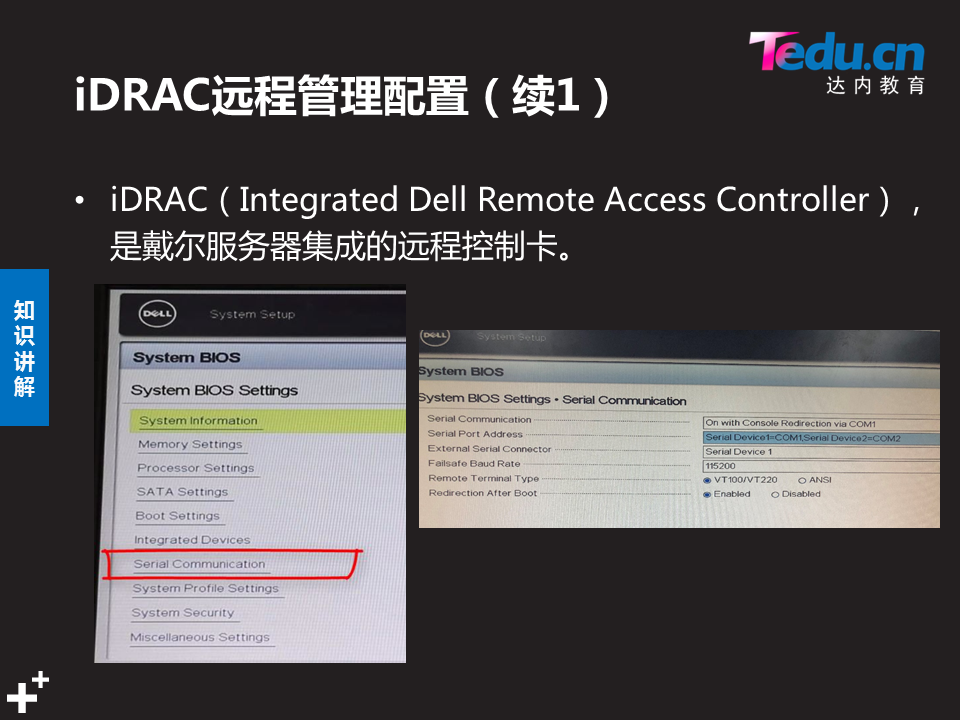 Tedu.cn
达内教育
iDRAC远程管理配置（续1）
• iDRAC（Integrated Dell Remote Access Controller），
是戴尔服务器集成的远程控制卡。
知
识
讲
解
DELL System Setup
System BIOS
System BIOS Settings
System Information
Memory Settings
Processor Settings
SATA Settings
Boot Settings
Integrated Devices
Serial Communication
System Profile Settings
System Security
Miscellaneous Settings
DELL System Setup
System BIOS
System BIOS Settings • Serial Communication
Serial Communication On with Console Redirection via COM1
Serial Port Address Serial Device1=COM1,Serial Device2=COM2
External Serial Connector Serial Device 1
Failsafe Baud Rate 115200
Remote Terminal Type VT100/VT220 ANSI
Redirection After Boot Enabled Disabled